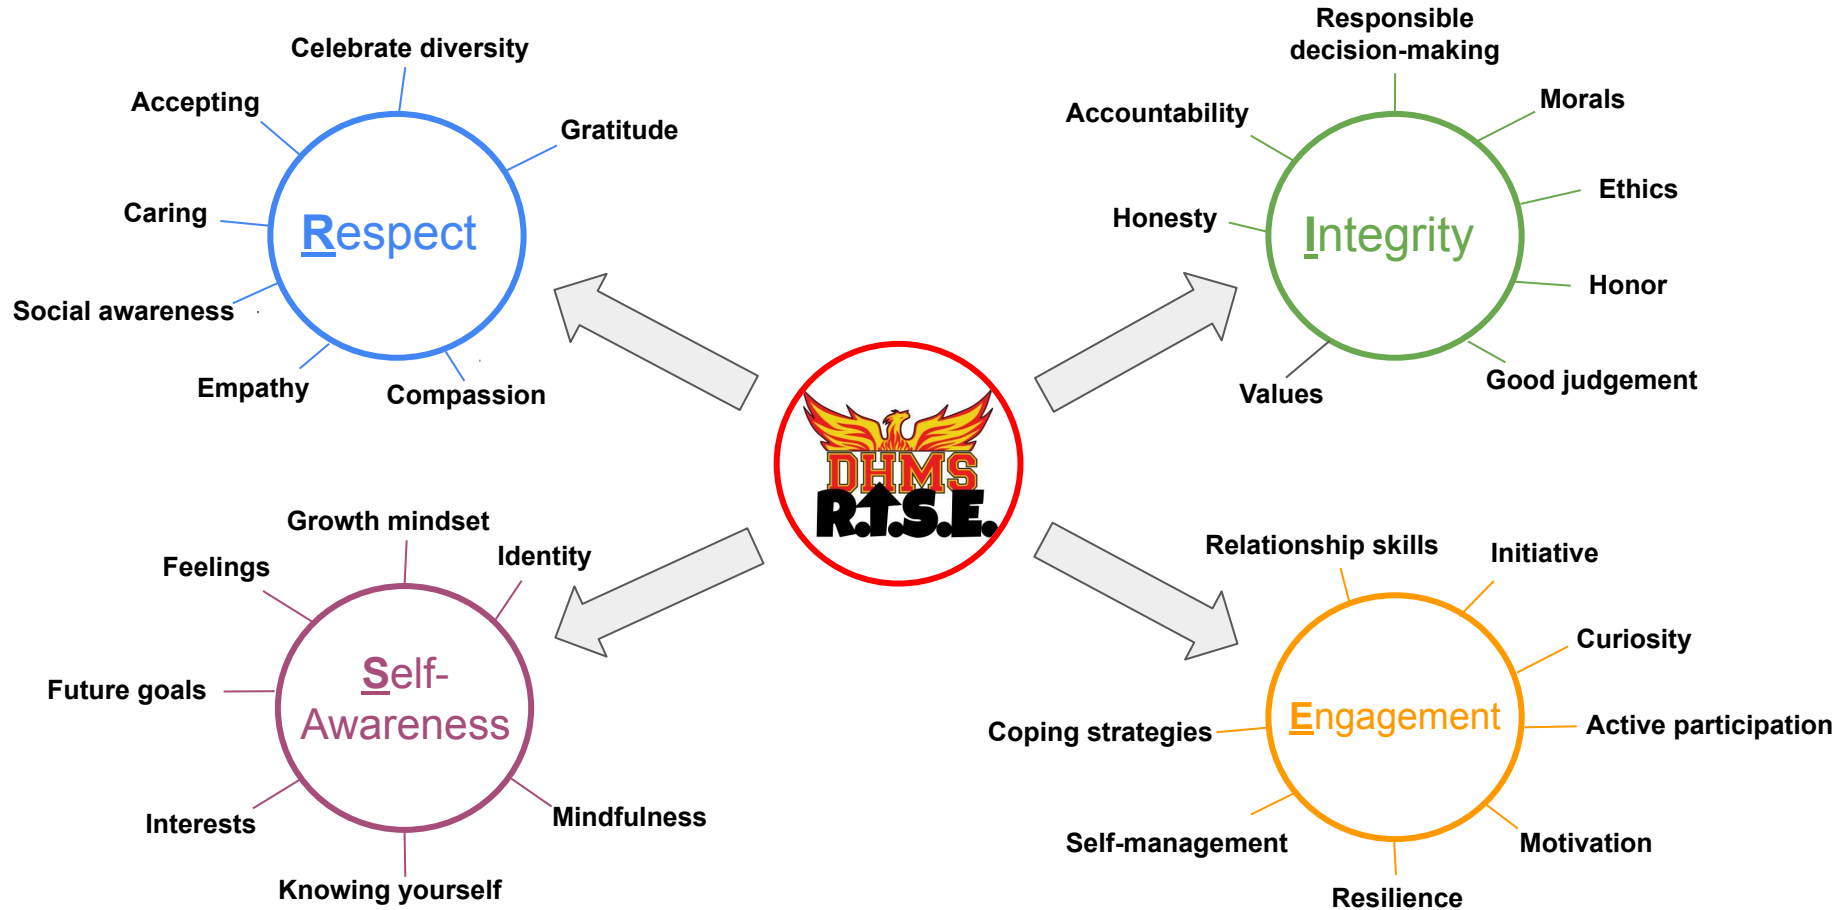 Celebrate diversity
Accepting
Gratitude
Caring
Respect
Social awareness
Empathy
Compassion
Responsible
decision-making
Accountability
Morals
Honesty
Ethics
Integrity
Honor
Values
Good judgement
DHMS
R.I.S.E.
Growth mindset
Feelings
Identity
Future goals
Self-
Awareness
Interests
Mindfulness
Knowing yourself
Relationship skills
Initiative
Curiosity
Coping strategies
Engagement
Active participation
Self-management
Motivation
Resilience